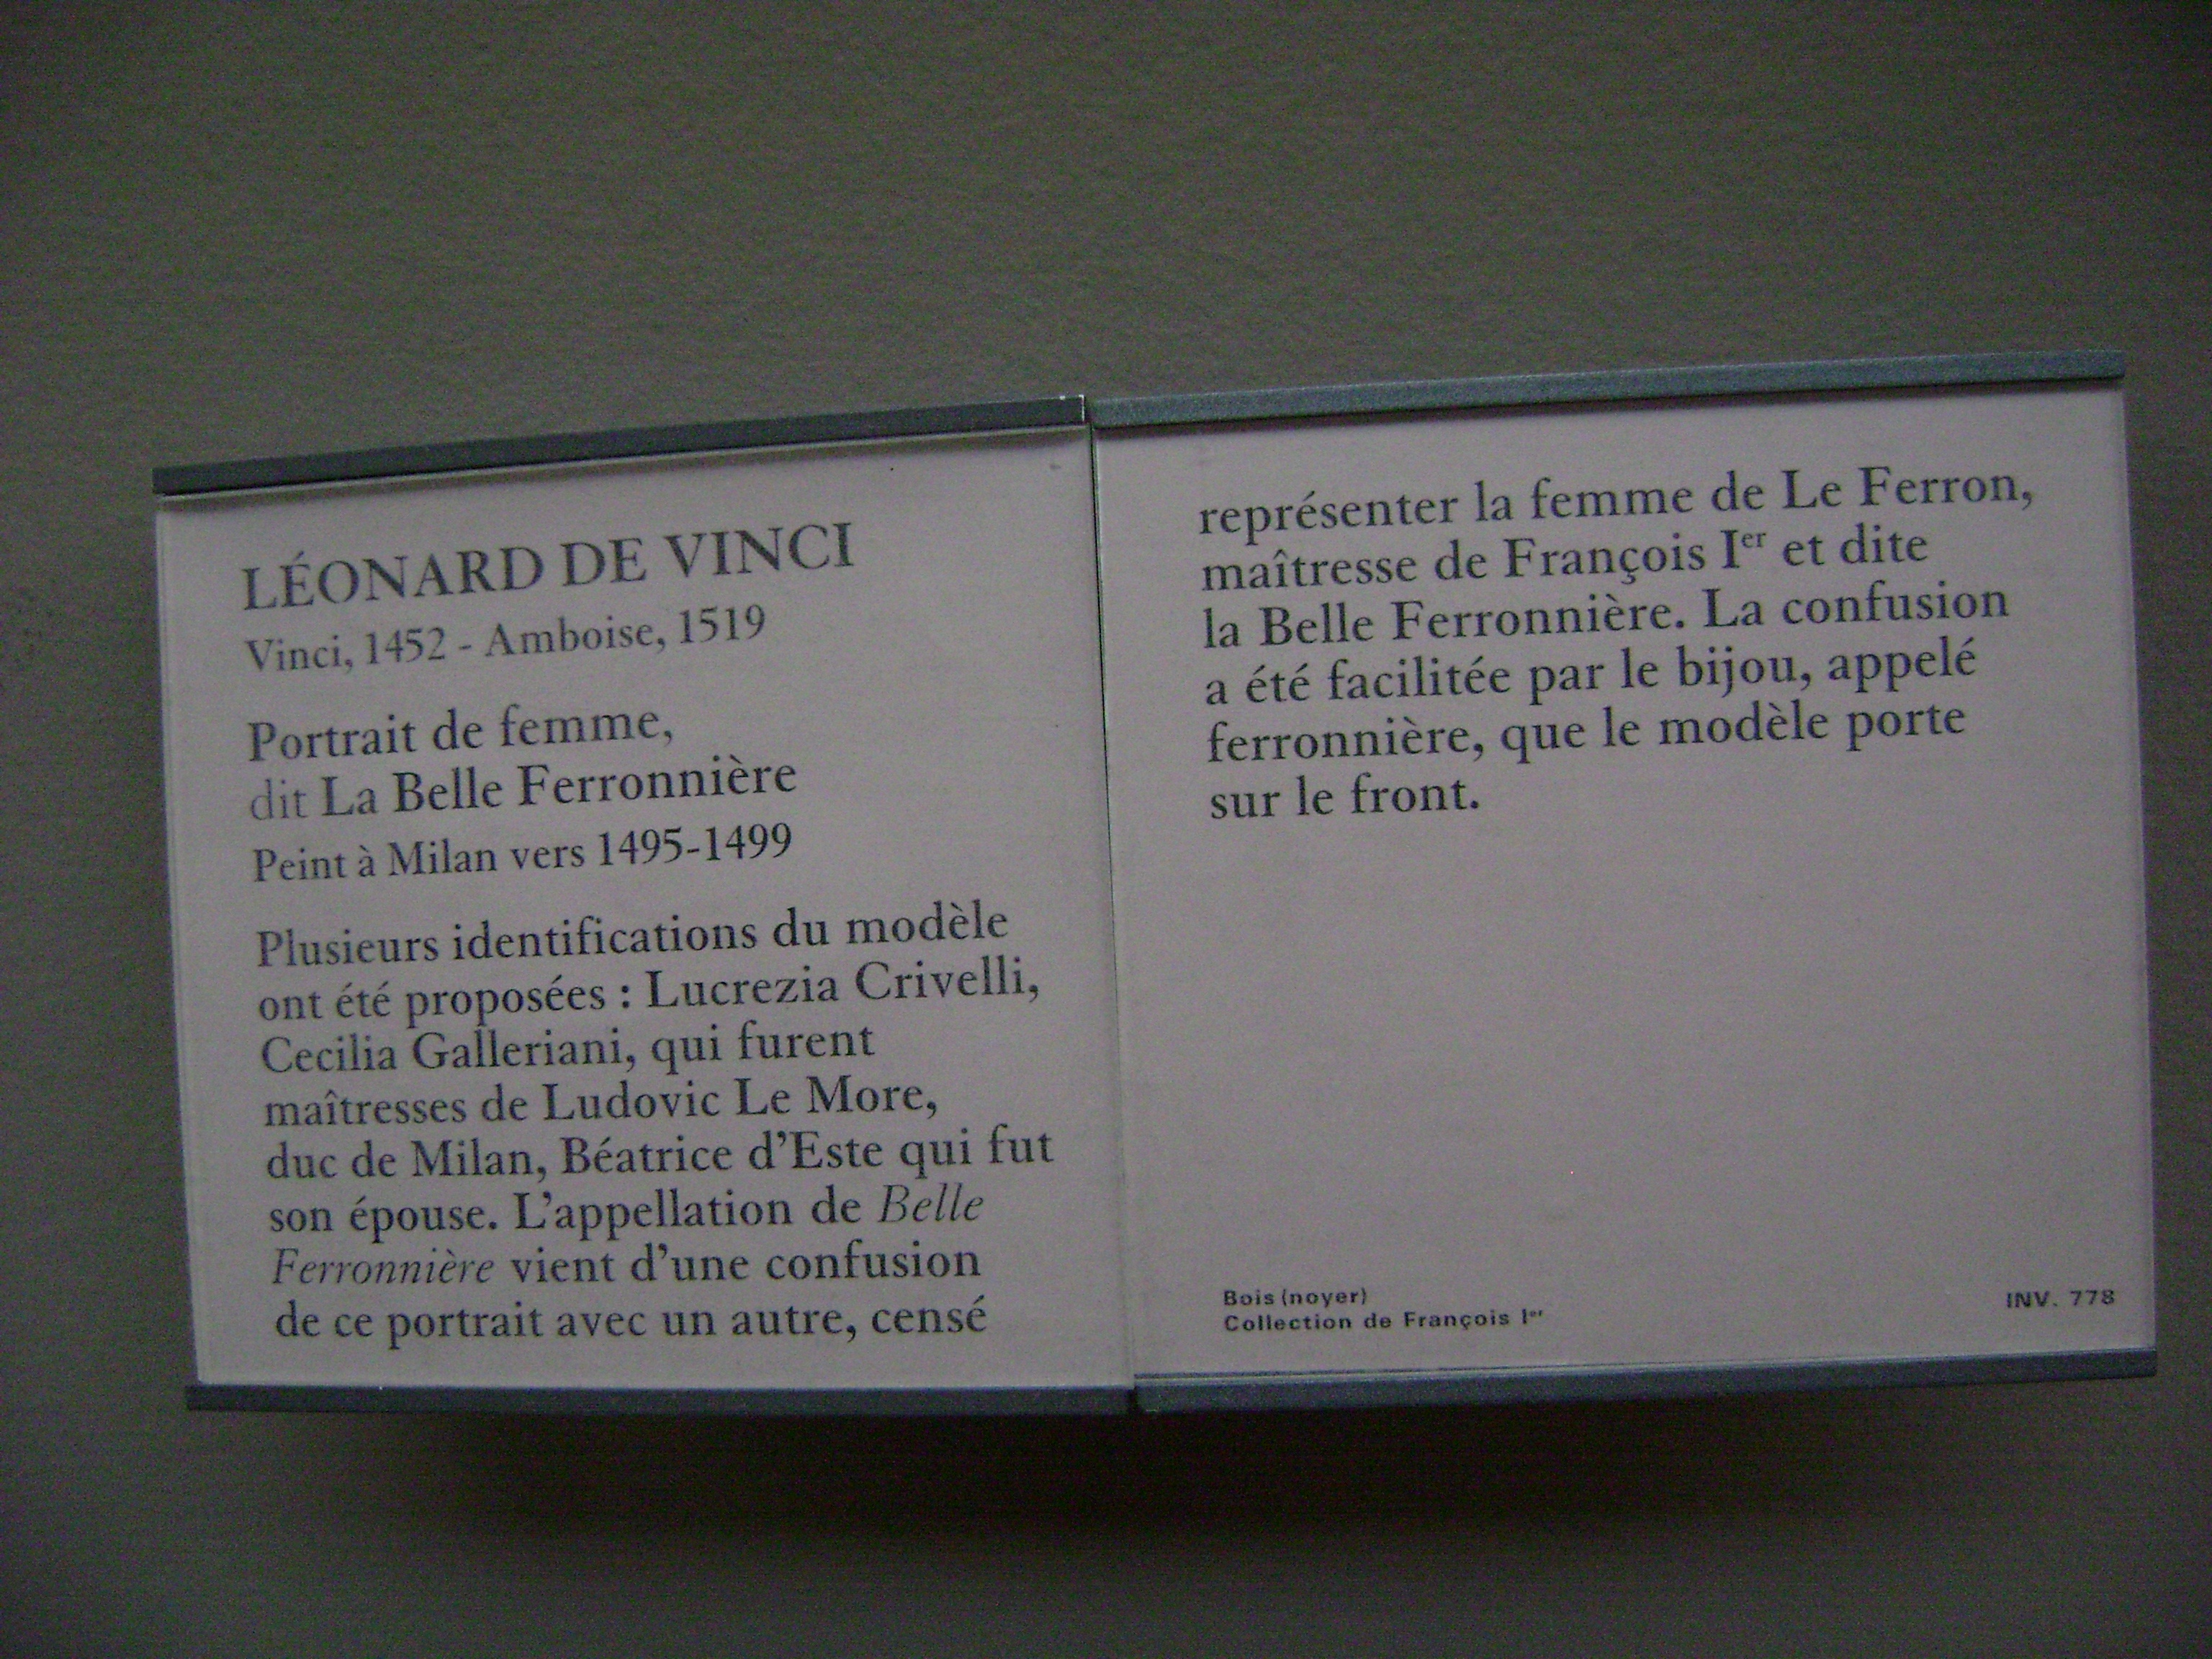 LÉONARD DE VINCI
Vinci, 1452 - Amboise, 1519
Portrait de femme,
dit La Belle Ferronnière
Peint à Milan vers 1495-1499
Plusieurs identifications du modèle
ont été proposées : Lucrezia Crivelli,
Cecilia Galleriani, qui furent
maîtresses de Ludovic Le More,
duc de Milan, Béatrice d'Este qui fut
son épouse. L'appellation de Belle
Ferronnière vient d'une confusion
de ce portrait avec un autre, censé
représenter la femme de Le Ferron,
maîtresse de François Ier et dite
la Belle Ferronnière. La confusion
a été facilitée par le bijou, appelé
ferronnière, que le modèle porte
sur le front.
Bois (noyer)
Collection de François Ier
INV. 778